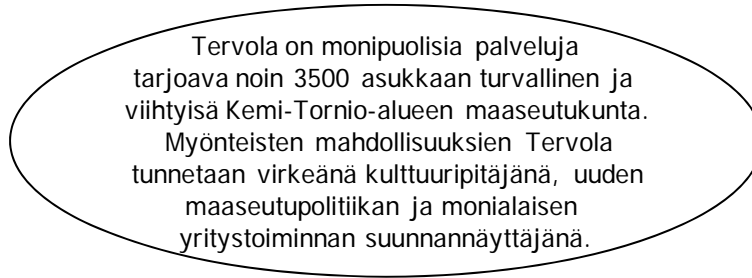 Tervola on monipuolisia palveluja
tarjoava noin 3500 asukkaan turvallinen ja
viihtyisä Kemi-Tornio-alueen maaseutukunta.
Myönteisten mahdollisuuksien Tervola
tunnetaan virkeänä kulttuuripitäjänä, uuden
maaseutupolitiikan ja monialaisen
yritystoiminnan suunnannäyttäjänä.